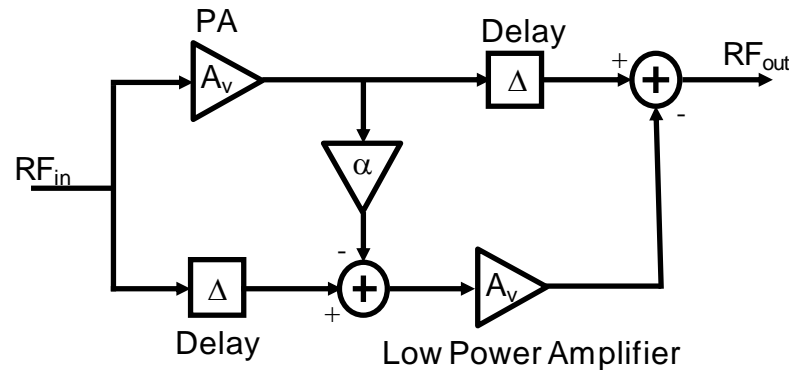 PA
Delay
A_v
Δ
+
+
RF_out
-
α
RF_in
-
Δ
+
+
A_v
Delay
Low Power Amplifier